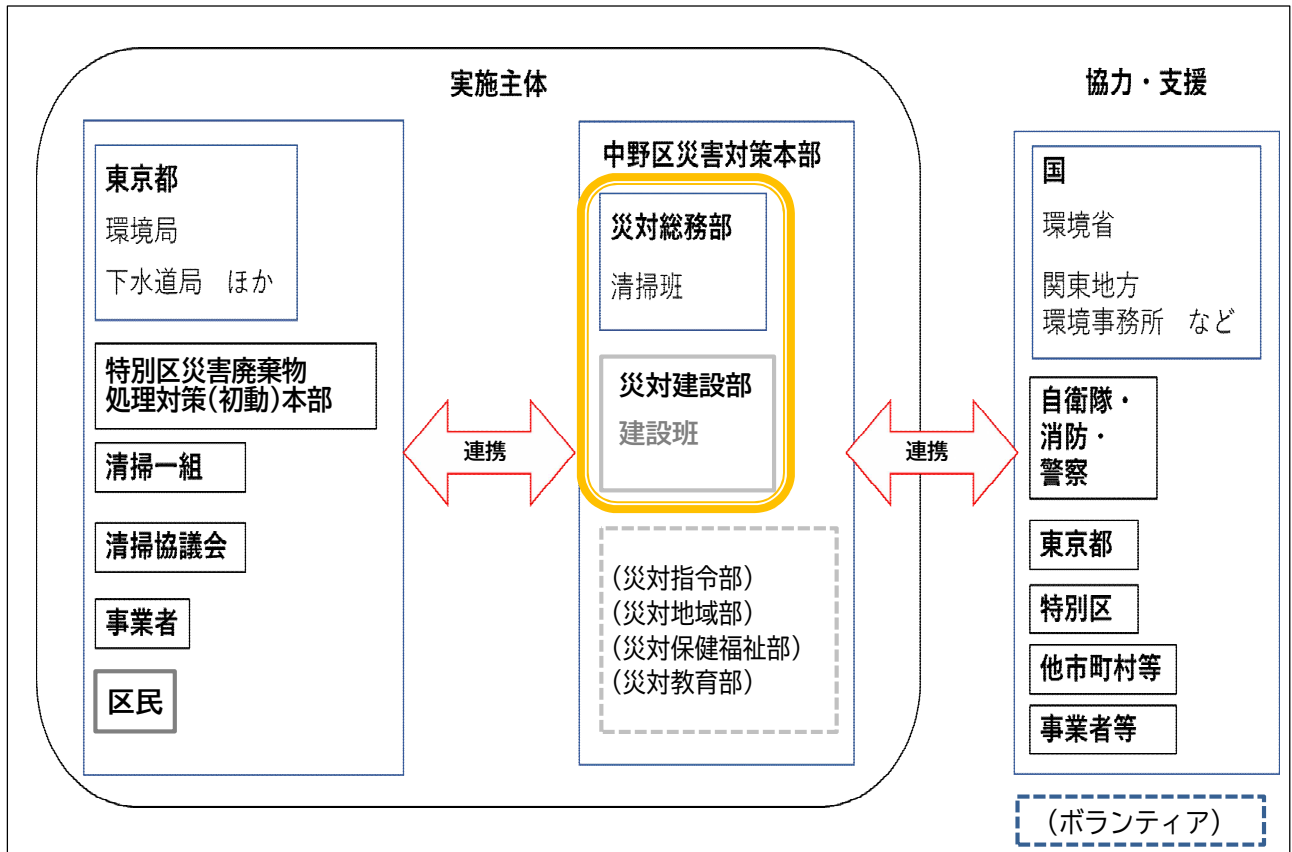 実施主体
東京都
環境局
下水道局　ほか
特別区災害廃棄物
処理対策(初動)本部
清掃一組
清掃協議会
事業者
区民
連携
中野区災害対策本部
災対総務部
清掃班
災対建設部
建設班
(災対指令部)
(災対地域部)
(災対保健福祉部)
(災対教育部)
連携
協力・支援
国
環境省
関東地方
環境事務所　など
自衛隊・
消防・
警察
東京都
特別区
他市町村等
事業者等
(ボランティア)